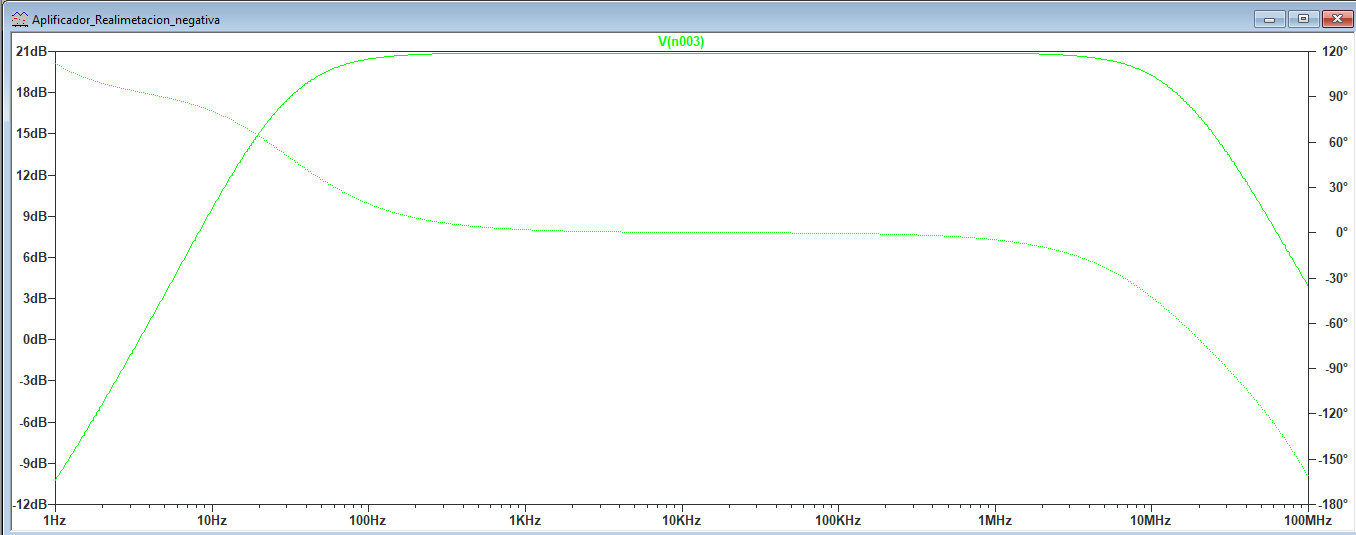 Aplificador_Realimetacion_negativa
V(n003)
21dB 120°
18dB 90°
15dB 60°
12dB 30°
9dB 0°
6dB -30°
3dB -60°
0dB -90°
-3dB -120°
-6dB -150°
-9dB -180°
-12dB
1Hz 10Hz 100Hz 1KHz 10KHz 100KHz 1MHz 10MHz 100MHz